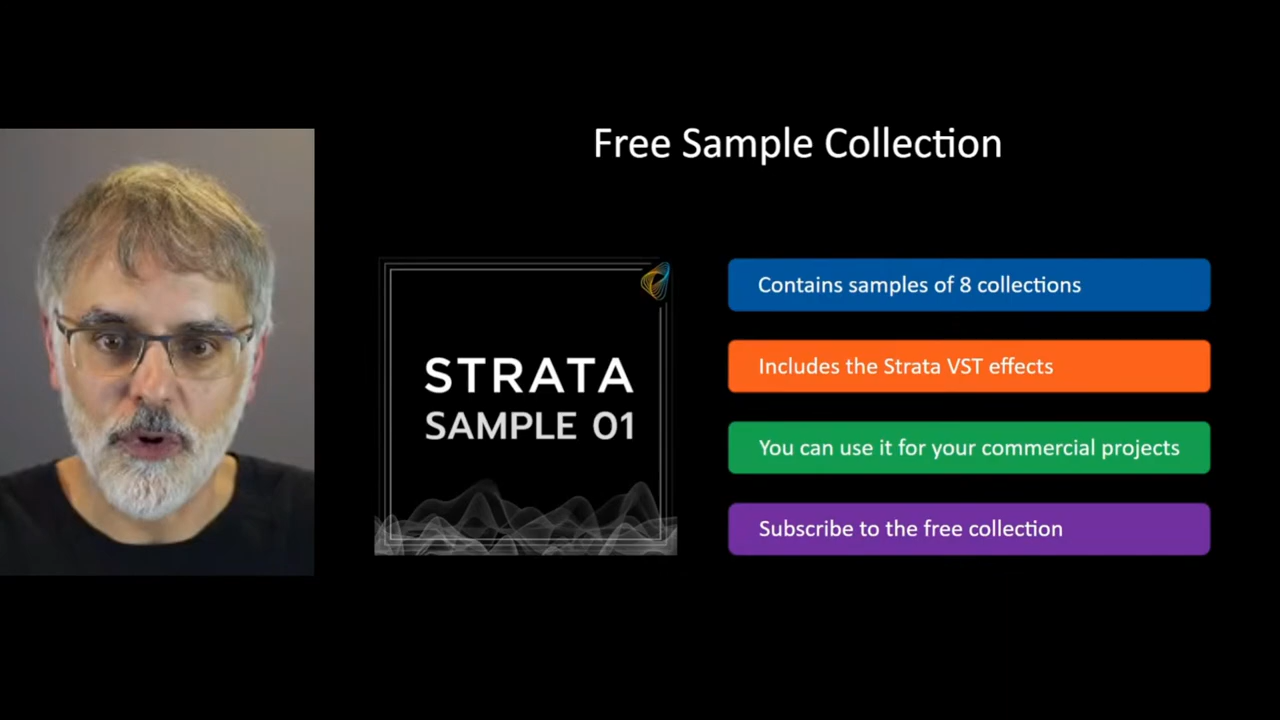 Free Sample Collection
STRATA
SAMPLE 01
Contains samples of 8 collections
Includes the Strata VST effects
You can use it for your commercial projects
Subscribe to the free collection